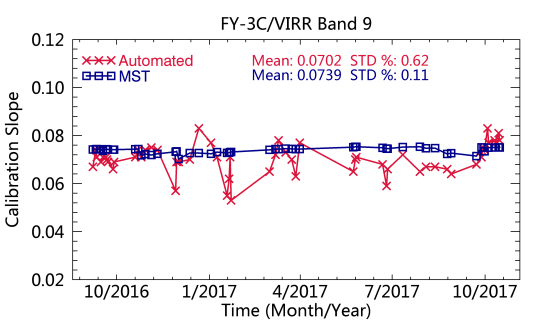 FY-3C/VIRR Band 9
Automated Mean: 0.0702 STD %: 0.62
MST Mean: 0.0739 STD %: 0.11
Calibration Slope
0.12
0.10
0.08
0.06
0.04
0.02
10/2016 1/2017 4/2017 7/2017 10/2017
Time (Month/Year)